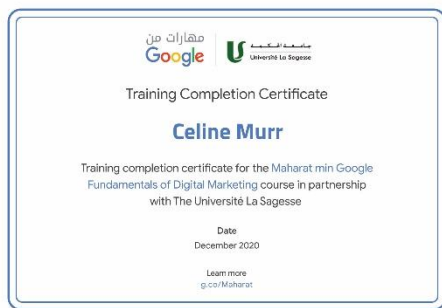 مهارات من
Google
جامعة الحكمة
Université La Sagesse
Training Completion Certificate
Celine Murr
Training completion certificate for the Maharat min Google
Fundamentals of Digital Marketing course in partnership
with The Université La Sagesse
Date
December 2020
Learn more
g.co/Maharat